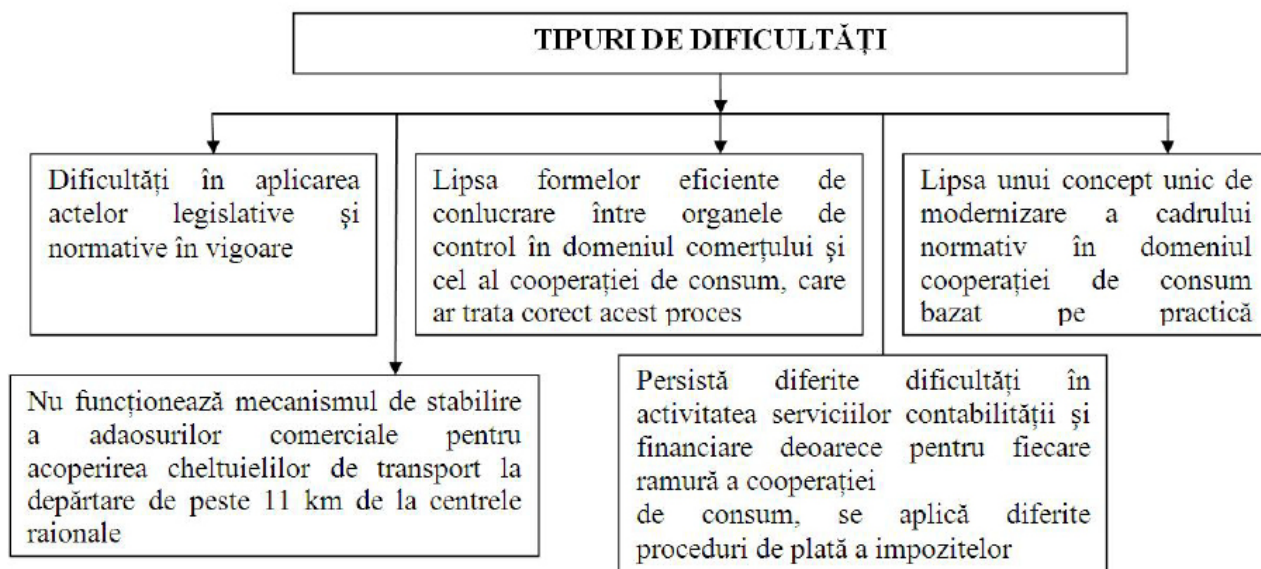 TIPURI DE DIFICULTĂȚI
Dificultăți în aplicarea
actelor legislative și
normative în vigoare
Lipsa formelor eficiente de
conlucrare între organele de
control în domeniul comerțului și
cel al cooperației de consum, care
ar trata corect acest proces
Lipsa unui concept unic de
modernizare a cadrului
normativ în domeniul
cooperației de consum
bazat pe practică
Nu funcționează mecanismul de stabilire
a adaosurilor comerciale pentru
acoperirea cheltuielilor de transport la
depărtare de peste 11 km de la centrele
raionale
Persistă diferite dificultăți în
activitatea serviciilor contabilității și
financiare deoarece pentru fiecare
ramură a cooperației
de consum, se aplică diferite
proceduri de plată a impozitelor